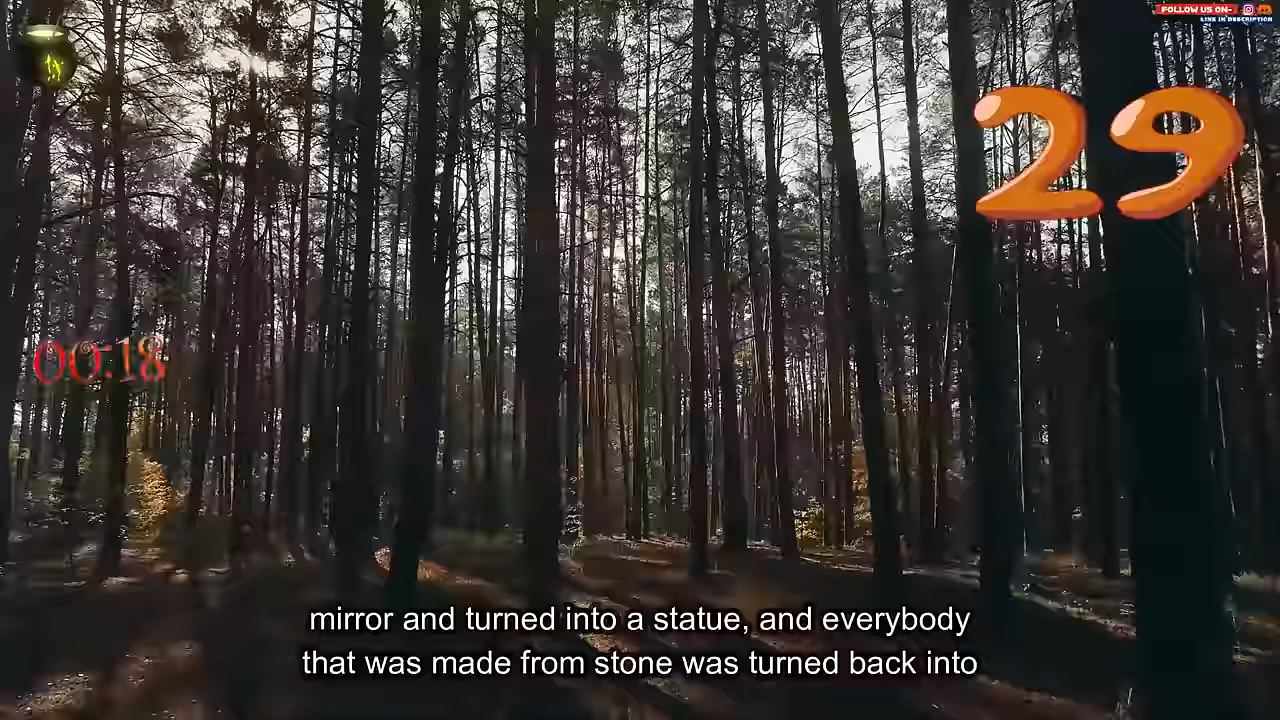 FOLLOW US ON-
LINK IN DESCRIPTION
29
00:18
mirror and turned into a statue, and everybody
that was made from stone was turned back into